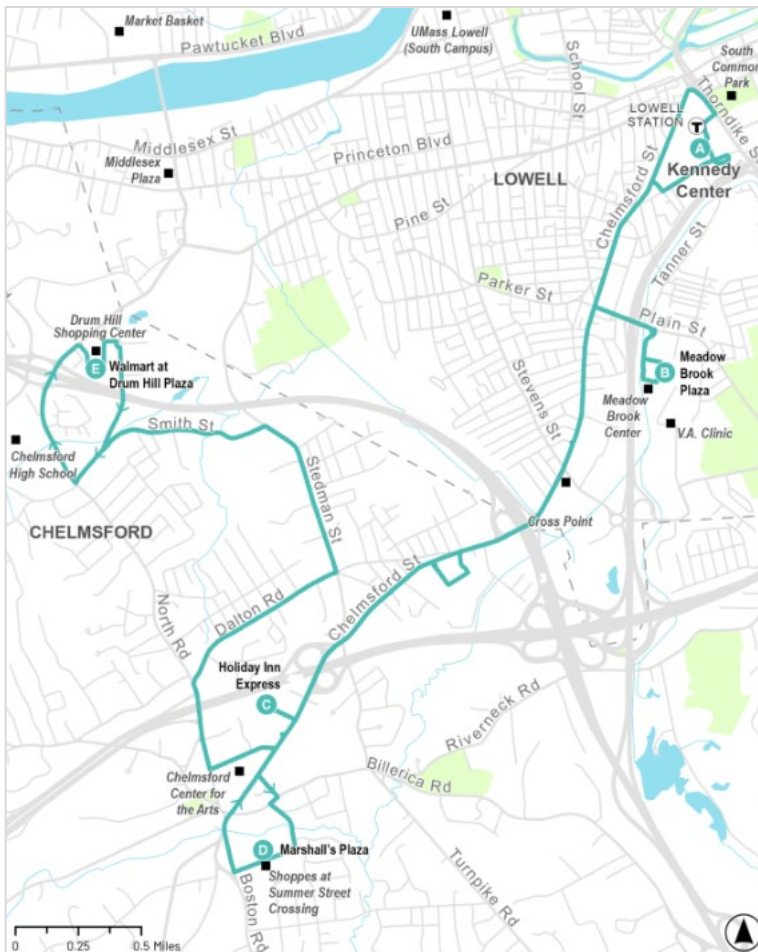 Market Basket
Pawtucket Blvd
UMass Lowell
(South Campus)
School St
South
Common
Park
Thorndike St
LOWELL
STATION
T
A
Kennedy
Center
Middlesex St
Middlesex
Plaza
Princeton Blvd
LOWELL
Chelmsford St
Pine St
Tanner St
Parker St
Plain St
Drum Hill
Shopping Center
E
Walmart at
Drum Hill Plaza
B
Meadow
Brook
Plaza
Stevens St
Meadow
Brook
Center
V.A. Clinic
Smith St
Chelmsford
High School
Stedman St
Cross Point
CHELMSFORD
Chelmsford St
North Rd
Dalton Rd
Holiday Inn
Express
C
Riverneck Rd
Billerica Rd
Chelmsford
Center for
the Arts
D
Marshall's Plaza
Shoppes at
Summer Street
Crossing
Boston Rd
Turnpike Rd
0 0.25 0.5 Miles